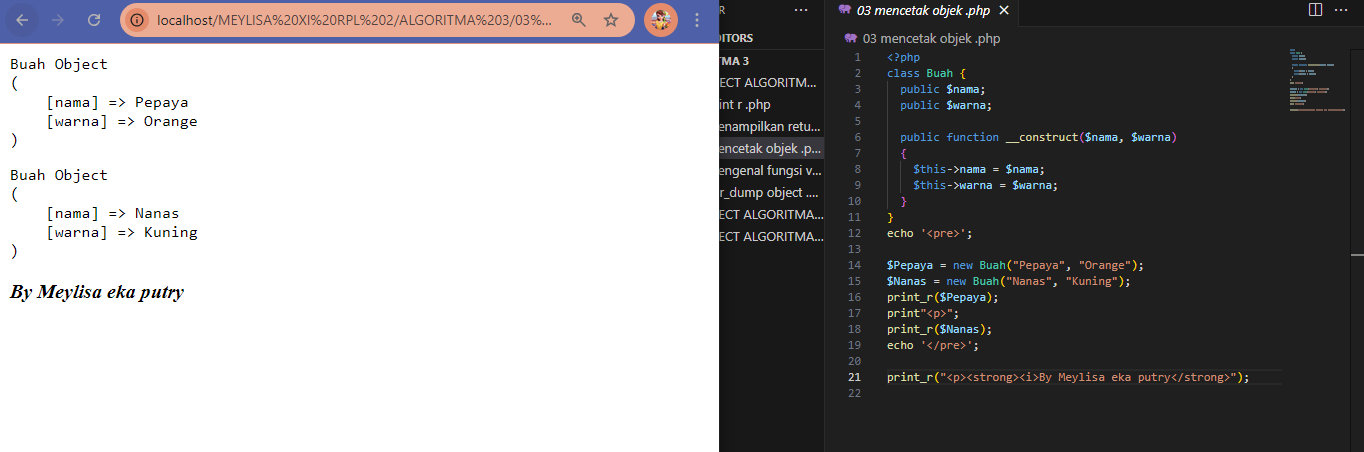 localhost/MEYLISA%20XI%20RPL%202/ALGORITMA%203/03%...
Buah Object
(
    [nama] => Pepaya
    [warna] => Orange
)
Buah Object
(
    [nama] => Nanas
    [warna] => Kuning
)
By Meylisa eka putry
R ...
DITORS
TMA 3
ECT ALGORITM...
int r .php
enampilkan retu...
encetak objek .p...
engenal fungsi v...
r_dump object ....
ECT ALGORITMA...
ECT ALGORITMA...
03 mencetak objek .php
03 mencetak objek .php
1 <?php
2 class Buah {
3   public $nama;
4   public $warna;
5
6   public function __construct($nama, $warna)
7   {
8     $this->nama = $nama;
9     $this->warna = $warna;
10   }
11 }
12 echo '<pre>';
13
14 $Pepaya = new Buah("Pepaya", "Orange");
15 $Nanas = new Buah("Nanas", "Kuning");
16 print_r($Pepaya);
17 print"<p>";
18 print_r($Nanas);
19 echo '</pre>';
20
21 print_r("<p><strong><i>By Meylisa eka putry</strong>");
22